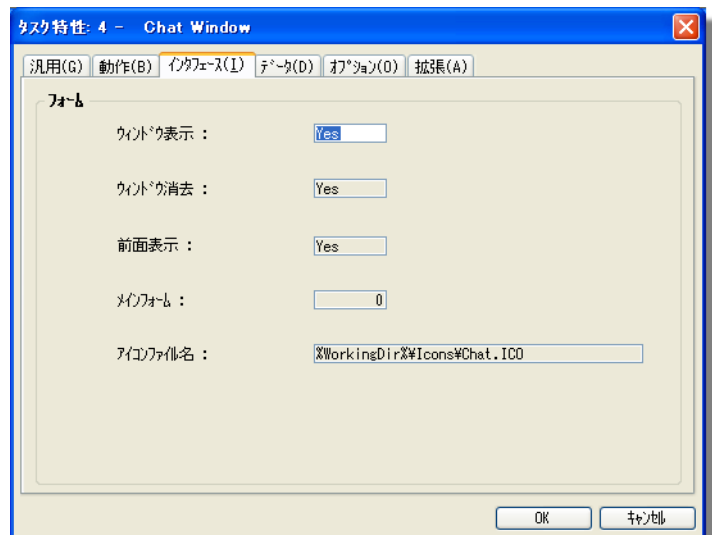 ﾀｽｸ特性: 4 -   Chat Window
汎用(G) 動作(B) ｲﾝﾀﾌｪｰｽ(I) ﾃﾞｰﾀ(D) ｵﾌﾟｼｮﾝ(O) 拡張(A)
ﾌｫｰﾑ
ｳｨﾝﾄﾞｳ表示 : Yes
ｳｨﾝﾄﾞｳ消去 : Yes
前面表示 : Yes
ﾒｲﾝﾌｫｰﾑ : 0
ｱｲｺﾝﾌｧｲﾙ名 : %WorkingDir%¥Icons¥Chat.ICO
OK ｷｬﾝｾﾙ